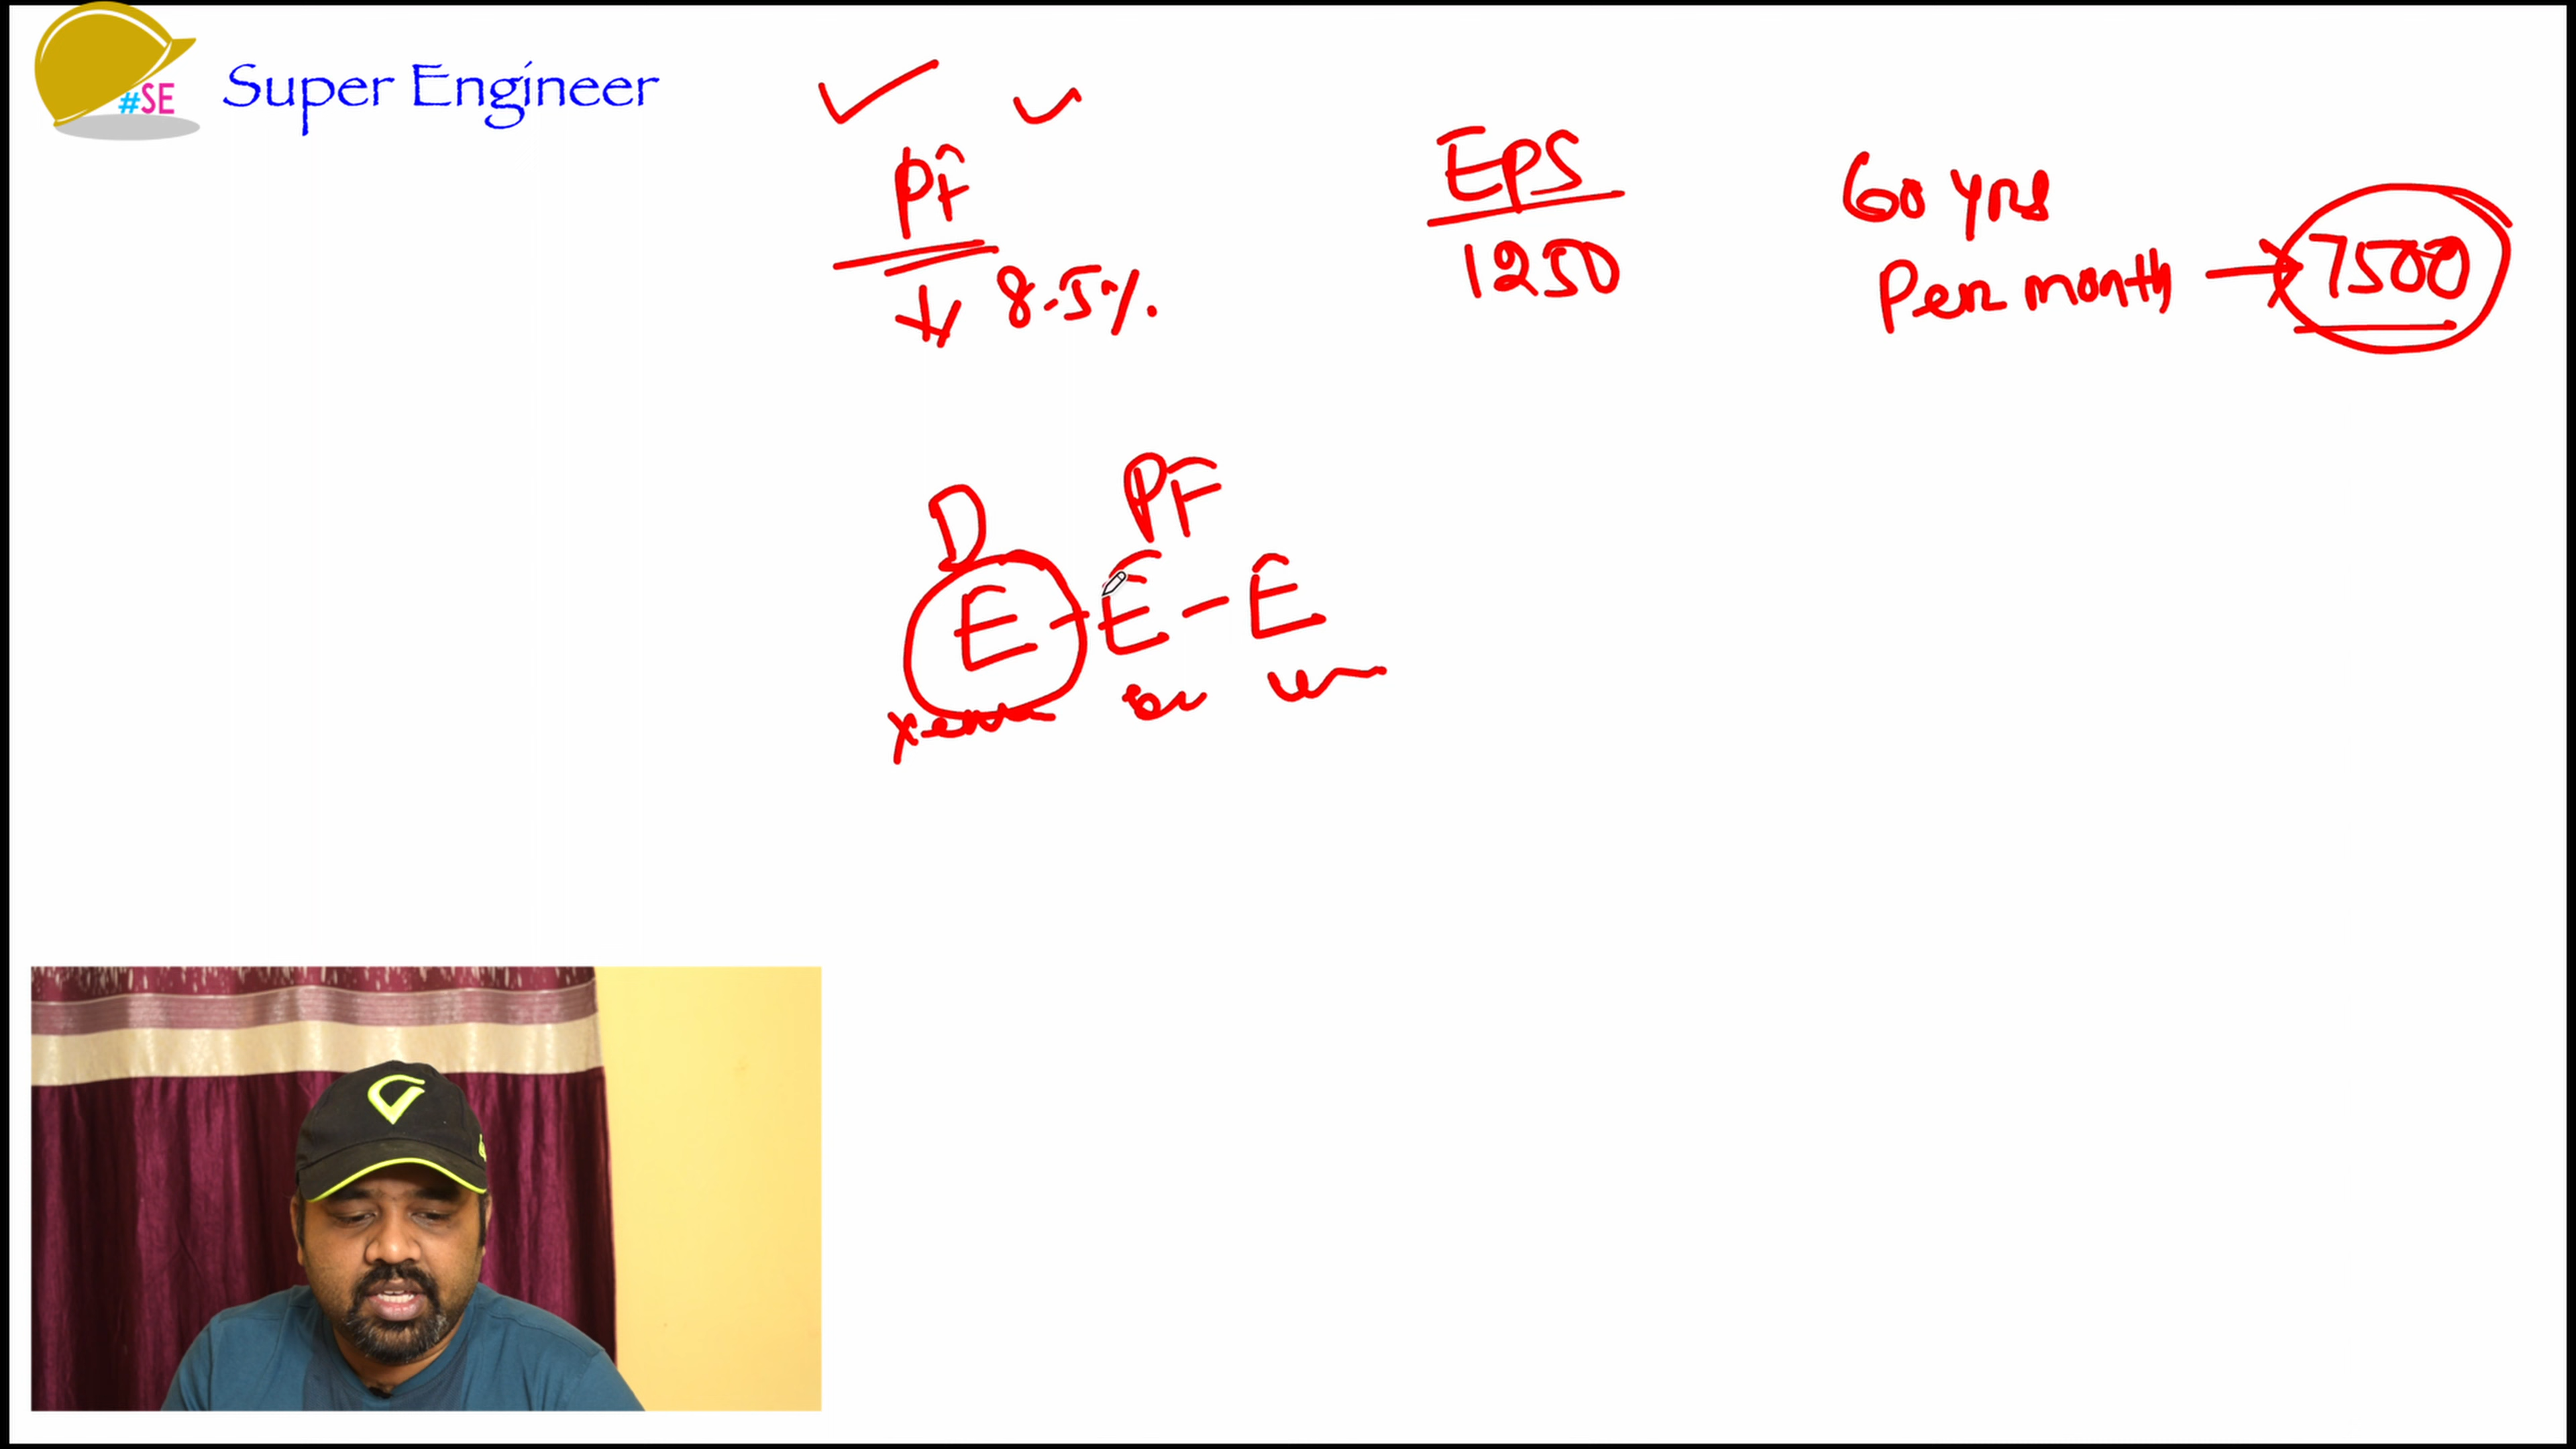 #SE
Super Engineer
PF
8.5%
EPS
1250
60 yrs
Per month → 7500
D PF
E - E - E